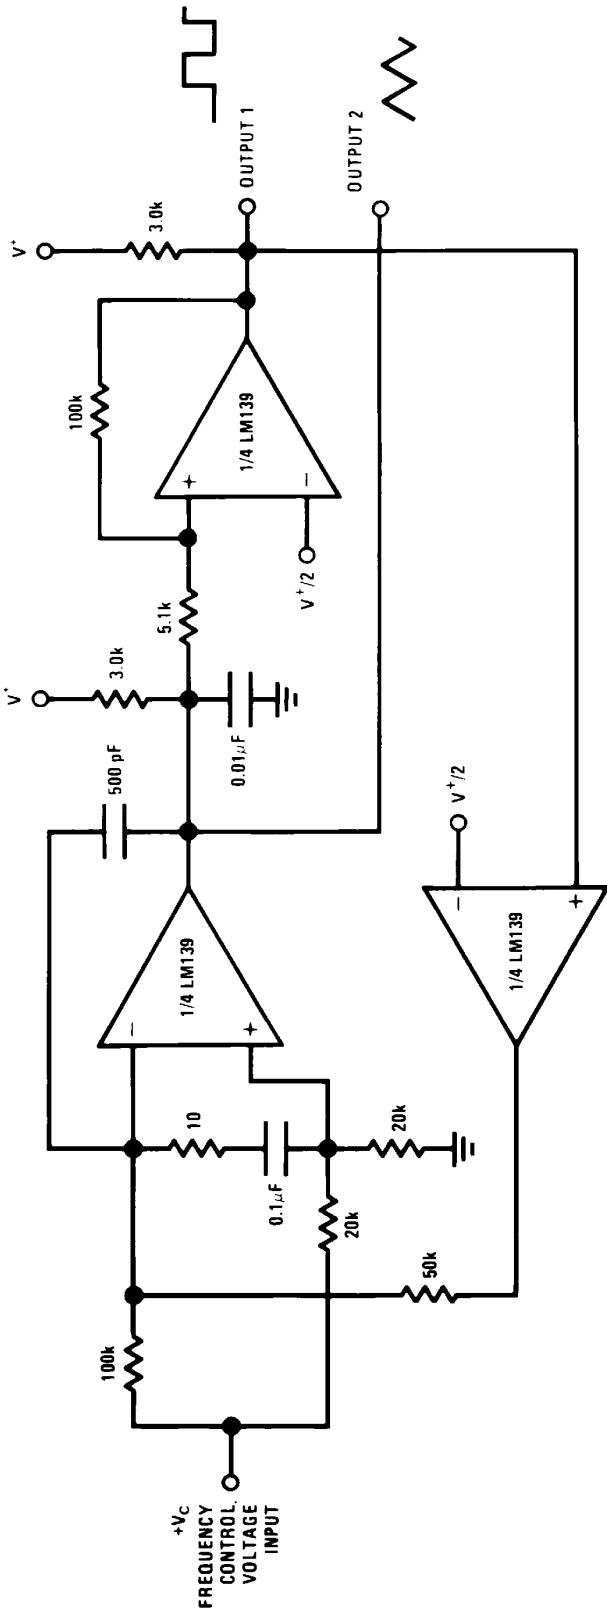 +VC
FREQUENCY
CONTROL.
VOLTAGE
INPUT
100k
50k
20k
0.1μF
10
20k
−
+
1/4 LM139
500 pF
V+
3.0k
0.01μF
5.1k
100k
V+/2
+
−
1/4 LM139
V+
3.0k
OUTPUT 1
OUTPUT 2
V+/2
−
+
1/4 LM139